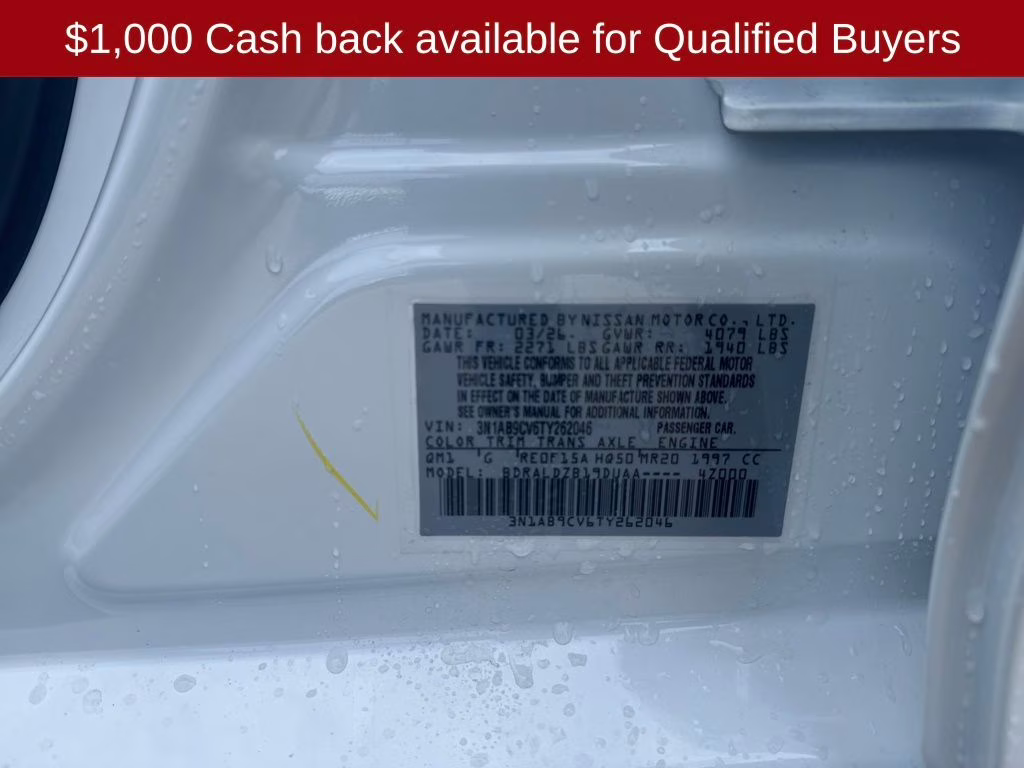 $1,000 Cash back available for Qualified Buyers
MANUFACTURED BY NISSAN MOTOR CO., LTD.
DATE: 03/26 GVWR: 4079 LBS
GAWR FR: 2271 LBS GAWR RR: 1940 LBS
THIS VEHICLE CONFORMS TO ALL APPLICABLE FEDERAL MOTOR
VEHICLE SAFETY, BUMPER AND THEFT PREVENTION STANDARDS
IN EFFECT ON THE DATE OF MANUFACTURE SHOWN ABOVE.
SEE OWNER'S MANUAL FOR ADDITIONAL INFORMATION.
VIN: 3N1AB9CV6TY262046 PASSENGER CAR.
COLOR TRIM TRANS AXLE ENGINE
QM1 G RE0F15A HQ50 MR20 1997 CC
MODEL: BDRALDZB19DUAA---- 4Z000
3N1AB9CV6TY262046